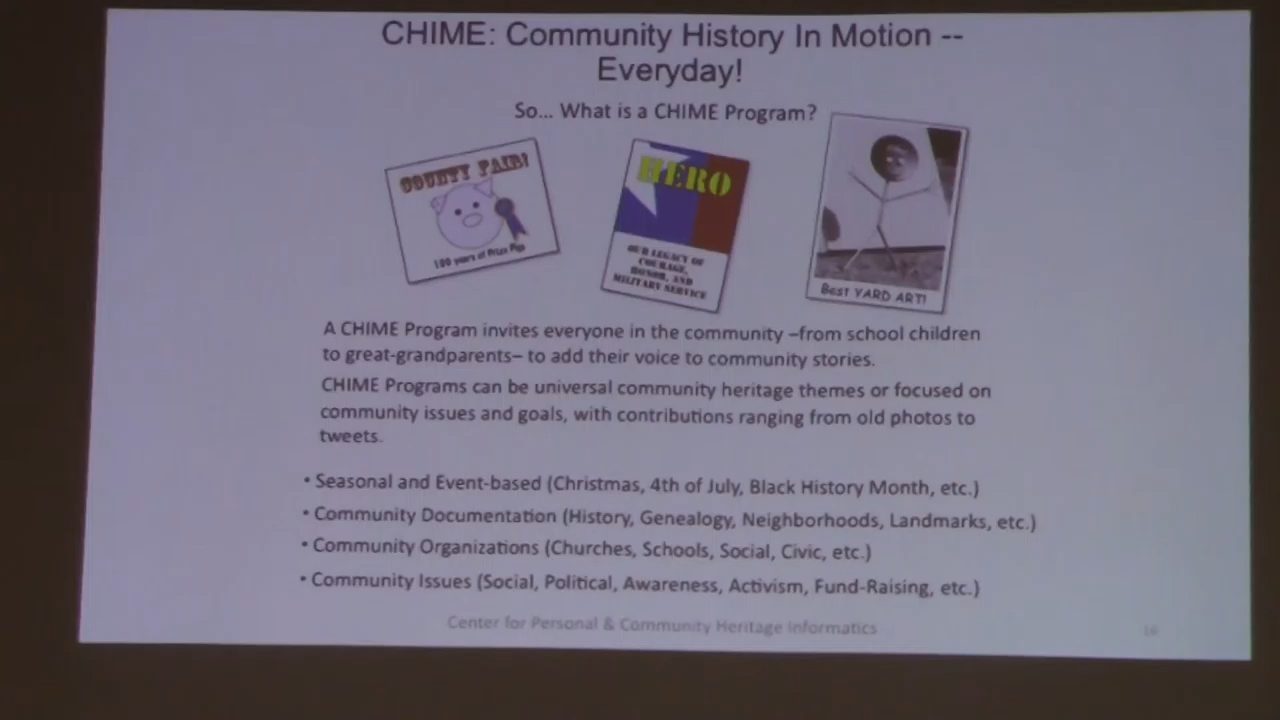 CHIME: Community History In Motion --
Everyday!
So... What is a CHIME Program?
COUNTY FAIR!
100 years of Prize Pigs
HERO
OUR LEGACY OF
COURAGE,
HONOR, AND
MILITARY SERVICE
Best YARD ART!
A CHIME Program invites everyone in the community –from school children
to great-grandparents– to add their voice to community stories.
CHIME Programs can be universal community heritage themes or focused on
community issues and goals, with contributions ranging from old photos to
tweets.
• Seasonal and Event-based (Christmas, 4th of July, Black History Month, etc.)
• Community Documentation (History, Genealogy, Neighborhoods, Landmarks, etc.)
• Community Organizations (Churches, Schools, Social, Civic, etc.)
• Community Issues (Social, Political, Awareness, Activism, Fund-Raising, etc.)
Center for Personal & Community Heritage Informatics